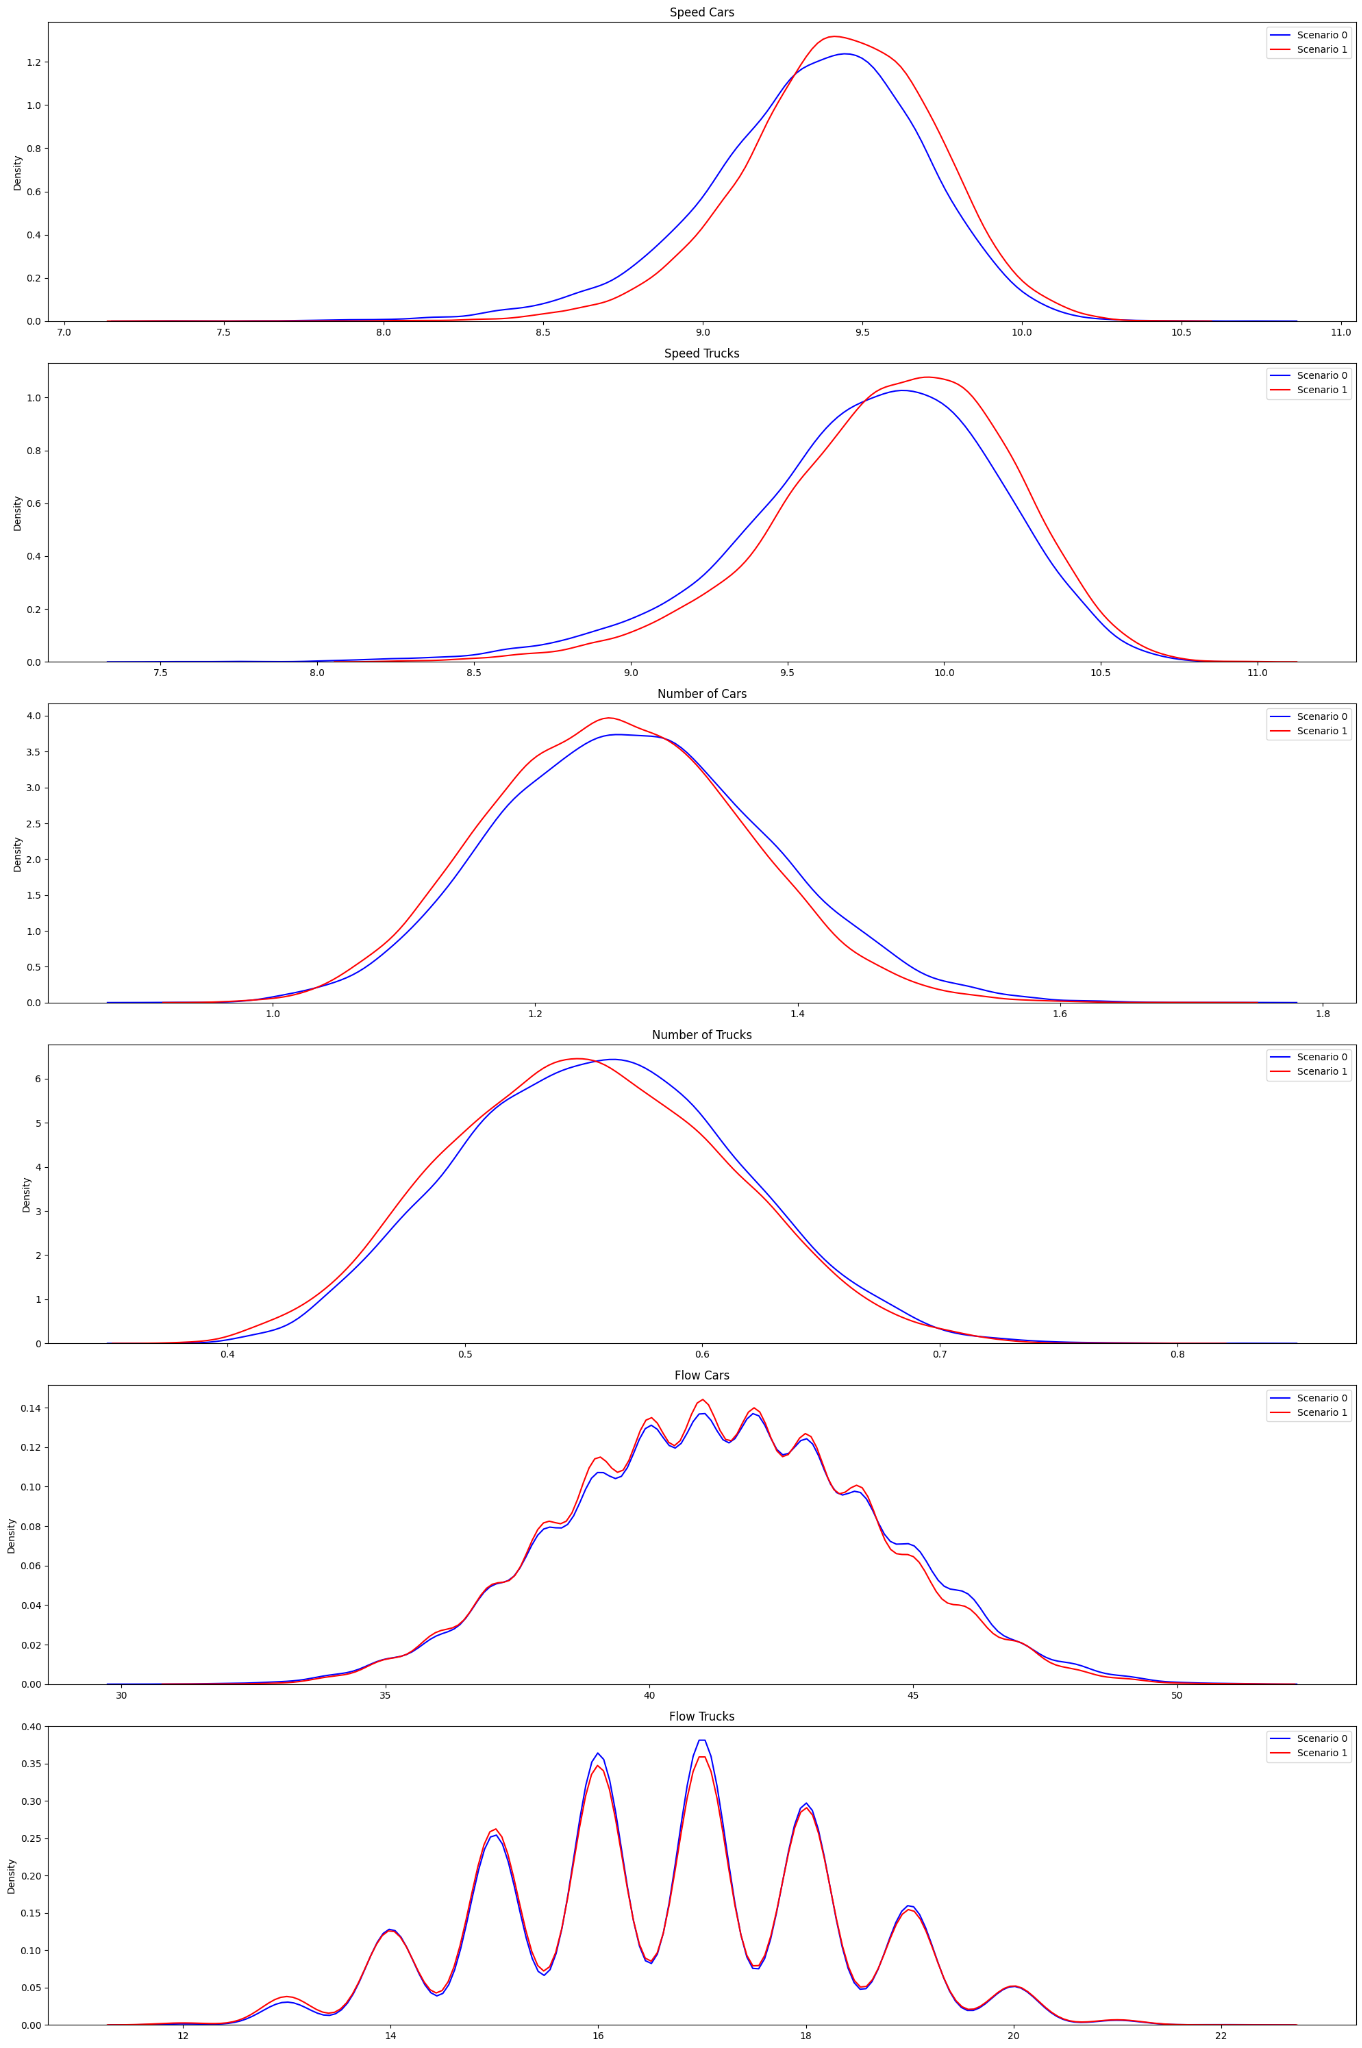 Speed Cars
Scenario 0
Scenario 1
Density
1.2
1.0
0.8
0.6
0.4
0.2
0.0
7.0 7.5 8.0 8.5 9.0 9.5 10.0 10.5 11.0
Speed Trucks
Scenario 0
Scenario 1
Density
1.0
0.8
0.6
0.4
0.2
0.0
7.5 8.0 8.5 9.0 9.5 10.0 10.5 11.0
Number of Cars
Scenario 0
Scenario 1
Density
4.0
3.5
3.0
2.5
2.0
1.5
1.0
0.5
0.0
1.0 1.2 1.4 1.6 1.8
Number of Trucks
Scenario 0
Scenario 1
Density
6
5
4
3
2
1
0
0.4 0.5 0.6 0.7 0.8
Flow Cars
Scenario 0
Scenario 1
Density
0.14
0.12
0.10
0.08
0.06
0.04
0.02
0.00
30 35 40 45 50
Flow Trucks
Scenario 0
Scenario 1
Density
0.40
0.35
0.30
0.25
0.20
0.15
0.10
0.05
0.00
12 14 16 18 20 22